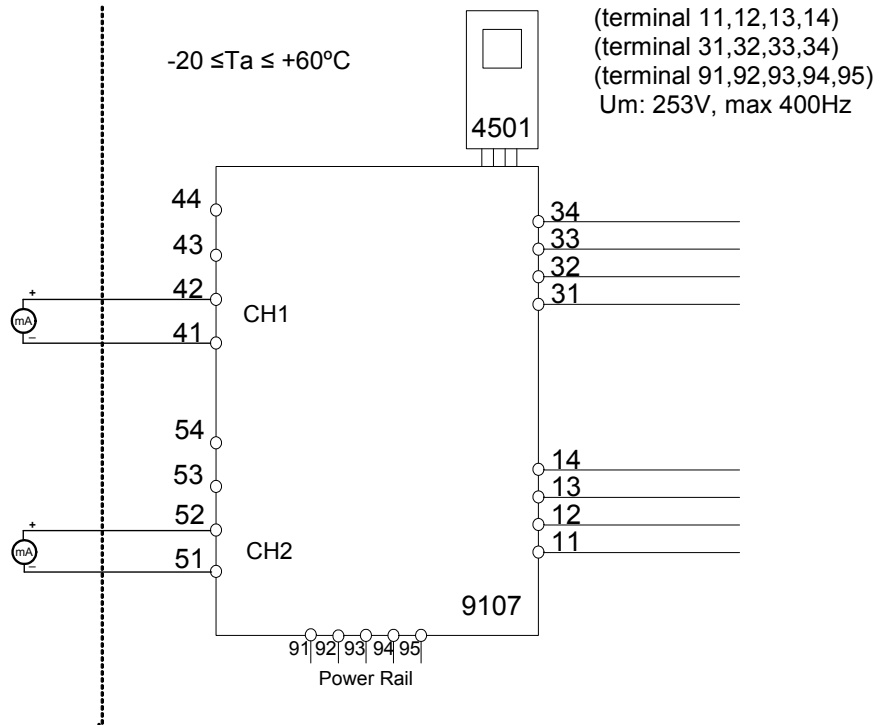 (terminal 11,12,13,14)
-20 ≤Ta ≤ +60ºC
(terminal 31,32,33,34)
(terminal 91,92,93,94,95)
Um: 253V, max 400Hz
4501
44
34
43
33
32
42
31
+
CH1
mA
41
–
54
14
53
13
52
12
+
CH2
11
mA
51
–
9107
91 92 93 94 95
Power Rail